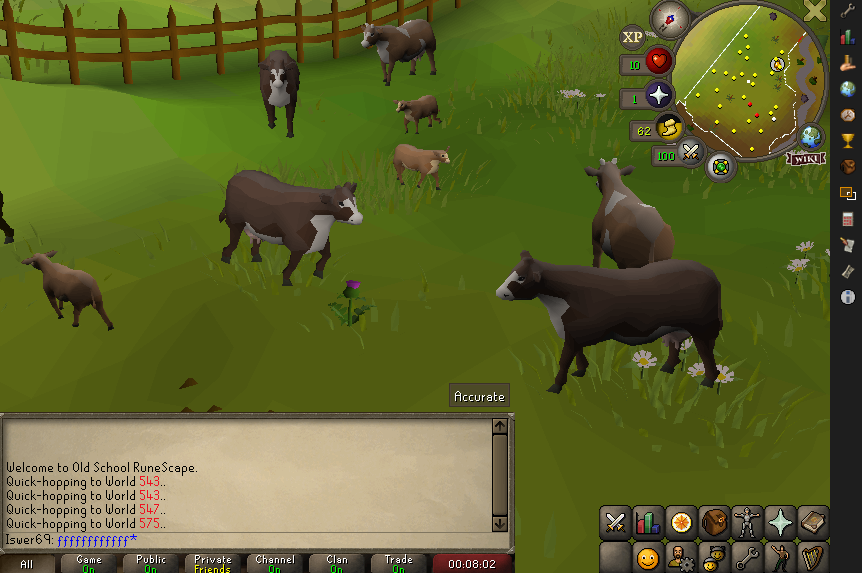 XP
10
1
62
100
WIKI
Accurate
Welcome to Old School RuneScape.
Quick-hopping to World 543..
Quick-hopping to World 543..
Quick-hopping to World 547..
Quick-hopping to World 575..
Iswer69: ffffffffffff*
All
Game
On
Public
On
Private
Friends
Channel
On
Clan
On
Trade
On
00:08:02